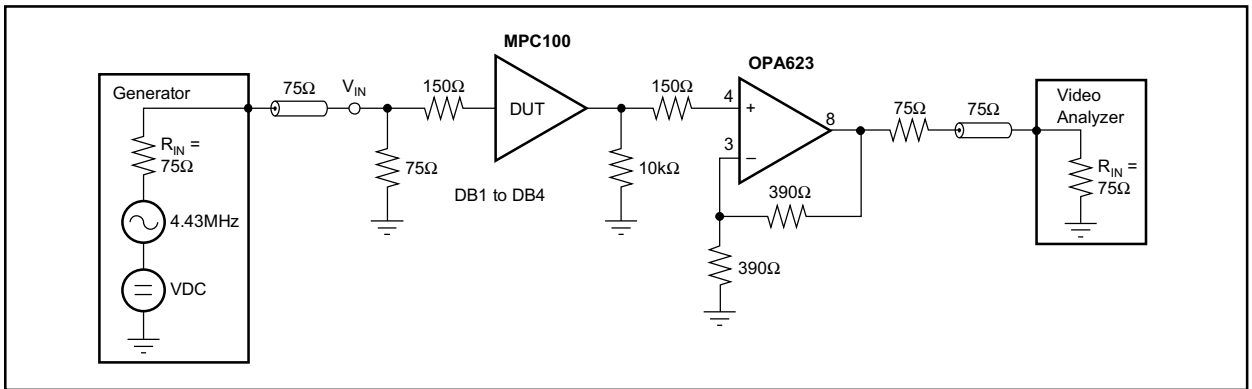 Generator
R_IN =
75Ω
4.43MHz
VDC
75Ω
V_IN
75Ω
150Ω
MPC100
DUT
DB1 to DB4
10kΩ
150Ω
OPA623
4
+
3
–
8
390Ω
390Ω
75Ω
75Ω
Video
Analyzer
R_IN =
75Ω